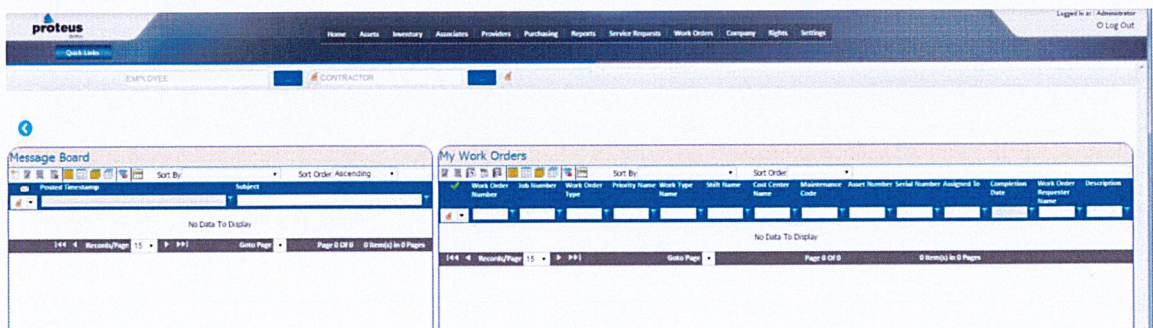 Logged in as : Administrator
proteus
Log Out
Home Assets Inventory Associates Providers Purchasing Reports Service Requests Work Orders Company Rights Settings
Quick Links
EMPLOYEE ... CONTRACTOR ...
Message Board
Sort By Sort Order Ascending
Posted Timestamp Subject
No Data To Display
Records/Page 15 Goto Page Page 0 Of 0 0 Item(s) in 0 Pages
My Work Orders
Sort By Sort Order
Work Order Number Job Number Work Order Type Priority Name Work Type Name Shift Name Cost Center Name Maintenance Code Asset Number Serial Number Assigned To Completion Date Work Order Requester Name Description
No Data To Display
Records/Page 15 Goto Page Page 0 Of 0 0 Item(s) in 0 Pages